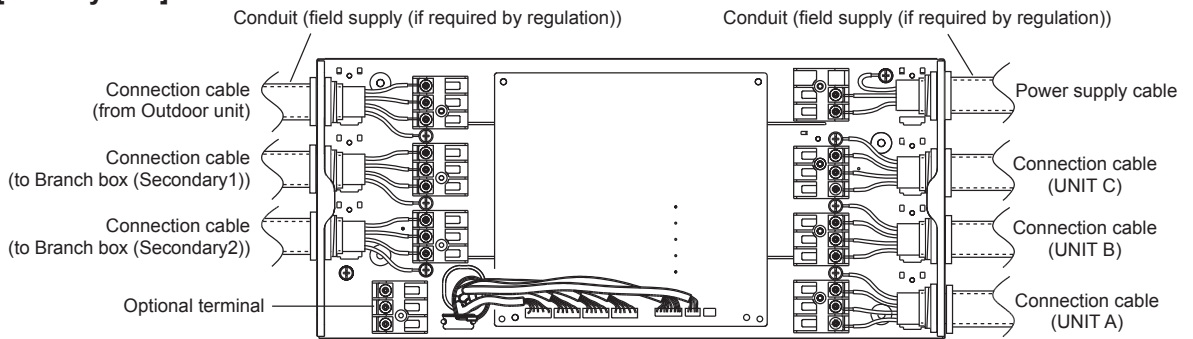 Conduit (field supply (if required by regulation))
Conduit (field supply (if required by regulation))
Connection cable
(from Outdoor unit)
Connection cable
(to Branch box (Secondary1))
Connection cable
(to Branch box (Secondary2))
Optional terminal
Power supply cable
Connection cable
(UNIT C)
Connection cable
(UNIT B)
Connection cable
(UNIT A)